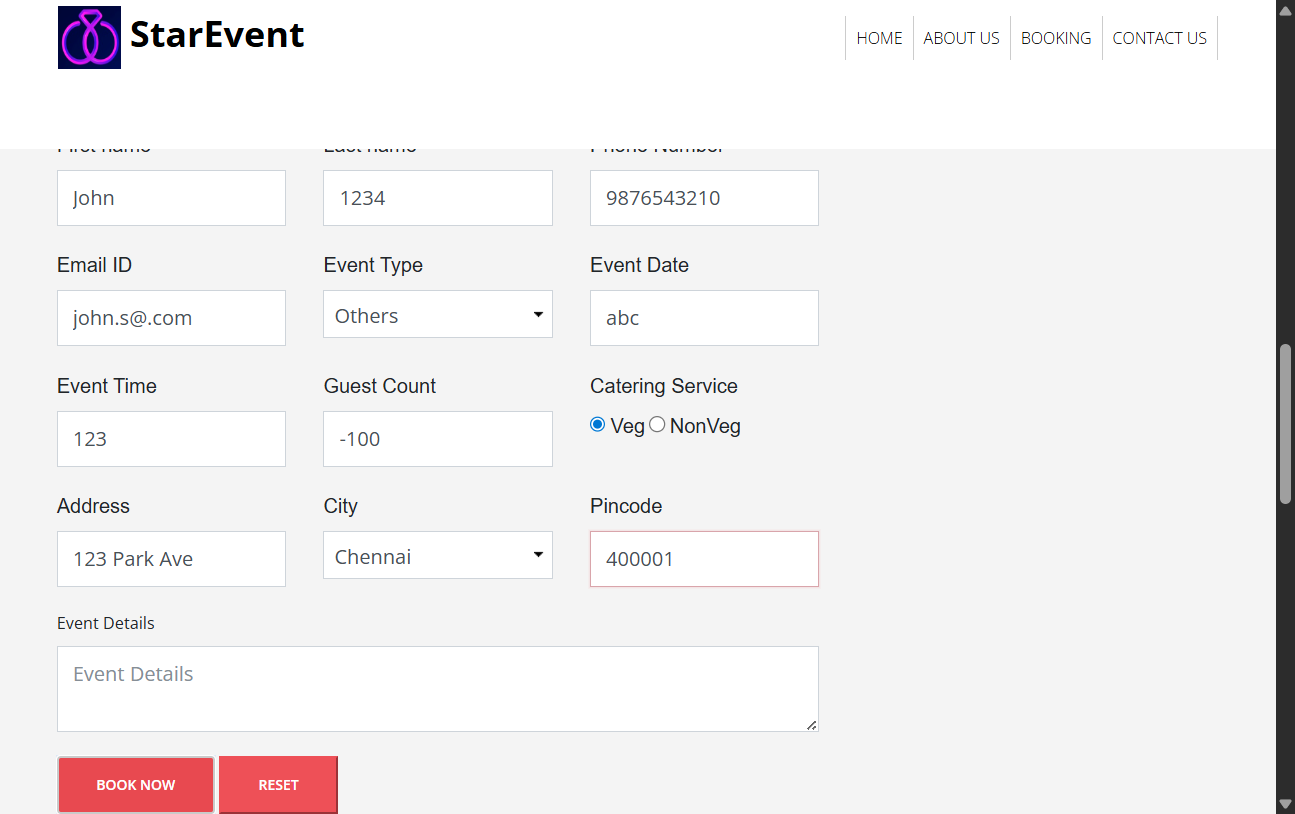 StarEvent
HOME ABOUT US BOOKING CONTACT US
First name Last name Phone Number
John 1234 9876543210
Email ID Event Type Event Date
john.s@.com Others abc
Event Time Guest Count Catering Service
123 -100 Veg NonVeg
Address City Pincode
123 Park Ave Chennai 400001
Event Details
Event Details
BOOK NOW RESET